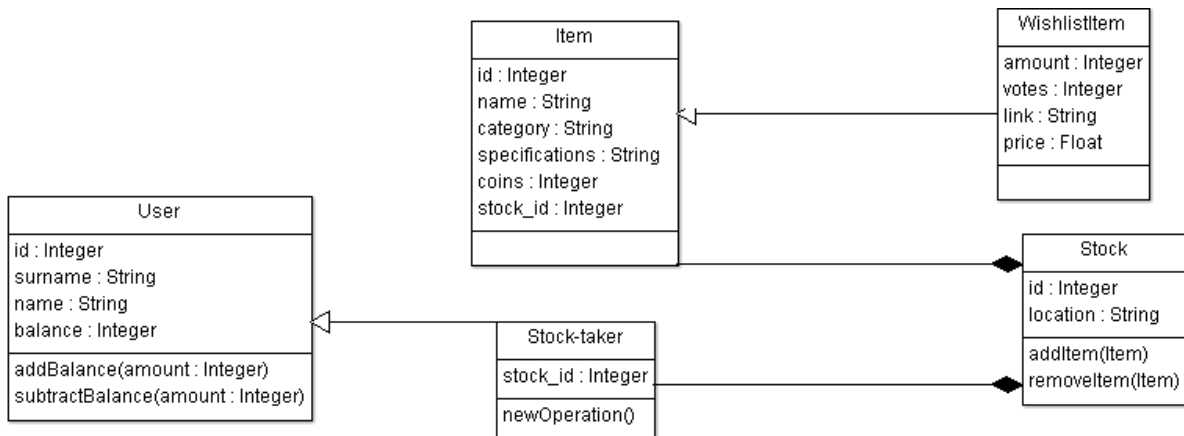 Item
id : Integer
name : String
category : String
specifications : String
coins : Integer
stock_id : Integer
WishlistItem
amount : Integer
votes : Integer
link : String
price : Float
User
id : Integer
surname : String
name : String
balance : Integer
addBalance(amount : Integer)
subtractBalance(amount : Integer)
Stock-taker
stock_id : Integer
newOperation()
Stock
id : Integer
location : String
addItem(Item)
removeItem(Item)